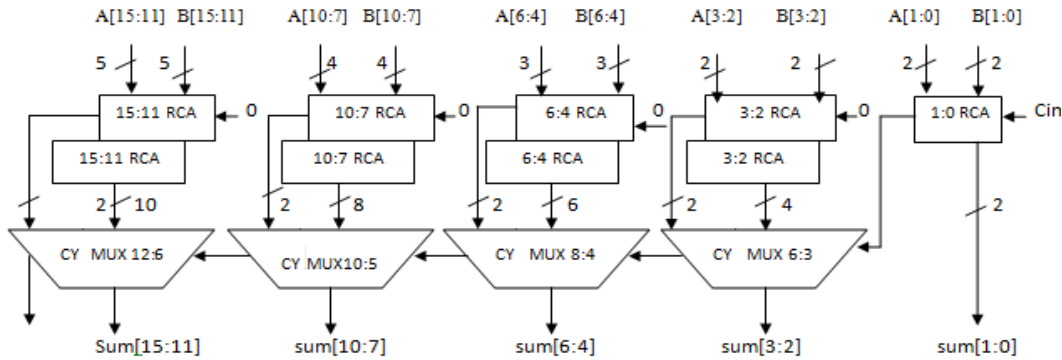 A[15:11] B[15:11] A[10:7] B[10:7] A[6:4] B[6:4] A[3:2] B[3:2] A[1:0] B[1:0]
5 5 4 4 3 3 2 2 2 2
15:11 RCA 0 10:7 RCA 0 6:4 RCA 0 3:2 RCA 0 1:0 RCA Cin
15:11 RCA 10:7 RCA 6:4 RCA 3:2 RCA
2 10 2 8 2 6 2 4 2
CY MUX 12:6 CY MUX10:5 CY MUX 8:4 CY MUX 6:3
Sum[15:11] sum[10:7] sum[6:4] sum[3:2] sum[1:0]